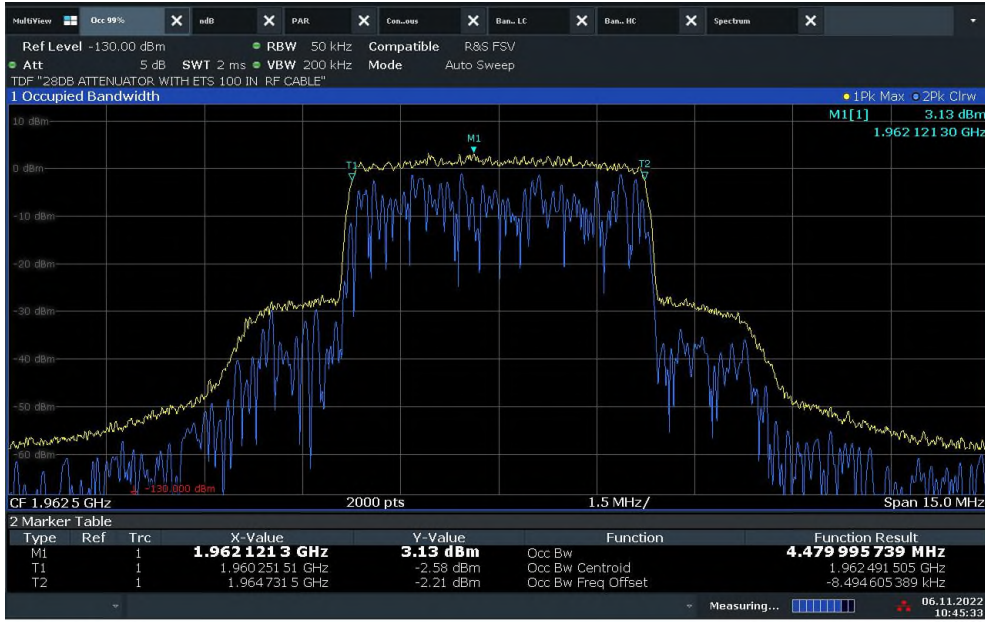 MultiView Occ 99% ndB PAR Con...ous Ban.. LC Ban.. HC Spectrum
Ref Level -130.00 dBm RBW 50 kHz Compatible R&S FSV
Att 5 dB SWT 2 ms VBW 200 kHz Mode Auto Sweep
TDF "28DB ATTENUATOR WITH ETS 100 IN RF CABLE"
1 Occupied Bandwidth 1Pk Max 2Pk Clrw
M1[1] 3.13 dBm
1.962 121 30 GHz
10 dBm
M1
T1
T2
0 dBm
-10 dBm
-20 dBm
-30 dBm
-40 dBm
-50 dBm
-60 dBm
-130.000 dBm
CF 1.962 5 GHz 2000 pts 1.5 MHz/ Span 15.0 MHz
2 Marker Table
Type Ref Trc X-Value Y-Value Function Function Result
M1 1 1.962 121 3 GHz 3.13 dBm Occ Bw 4.479 995 739 MHz
T1 1 1.960 251 51 GHz -2.58 dBm Occ Bw Centroid 1.962 491 505 GHz
T2 1 1.964 731 5 GHz -2.21 dBm Occ Bw Freq Offset -8.494 605 389 kHz
Measuring... 06.11.2022
10:45:33